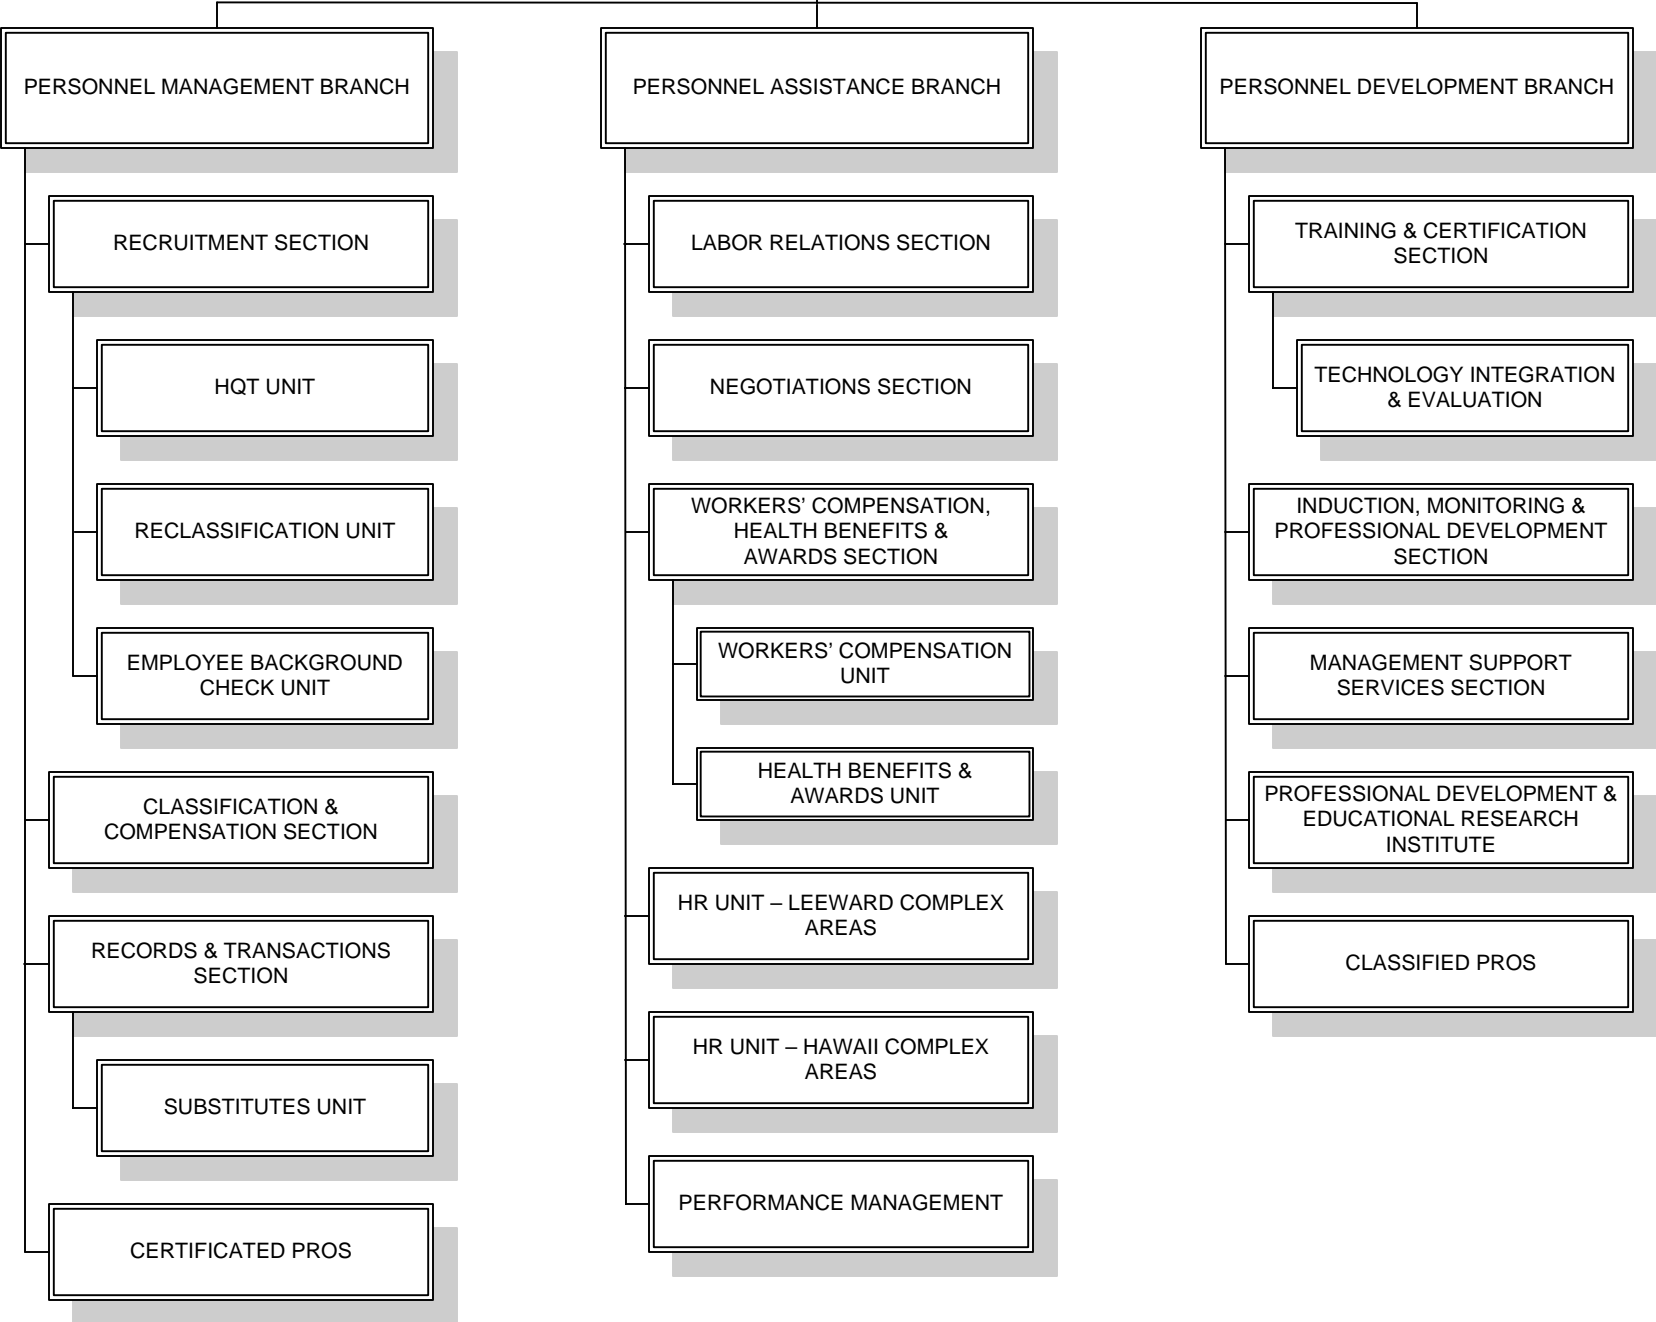 PERSONNEL MANAGEMENT BRANCH
RECRUITMENT SECTION
HQT UNIT
RECLASSIFICATION UNIT
EMPLOYEE BACKGROUND
CHECK UNIT
CLASSIFICATION &
COMPENSATION SECTION
RECORDS & TRANSACTIONS
SECTION
SUBSTITUTES UNIT
CERTIFICATED PROS
PERSONNEL ASSISTANCE BRANCH
LABOR RELATIONS SECTION
NEGOTIATIONS SECTION
WORKERS’ COMPENSATION,
HEALTH BENEFITS &
AWARDS SECTION
WORKERS’ COMPENSATION
UNIT
HEALTH BENEFITS &
AWARDS UNIT
HR UNIT – LEEWARD COMPLEX
AREAS
HR UNIT – HAWAII COMPLEX
AREAS
PERFORMANCE MANAGEMENT
PERSONNEL DEVELOPMENT BRANCH
TRAINING & CERTIFICATION
SECTION
TECHNOLOGY INTEGRATION
& EVALUATION
INDUCTION, MONITORING &
PROFESSIONAL DEVELOPMENT
SECTION
MANAGEMENT SUPPORT
SERVICES SECTION
PROFESSIONAL DEVELOPMENT &
EDUCATIONAL RESEARCH
INSTITUTE
CLASSIFIED PROS